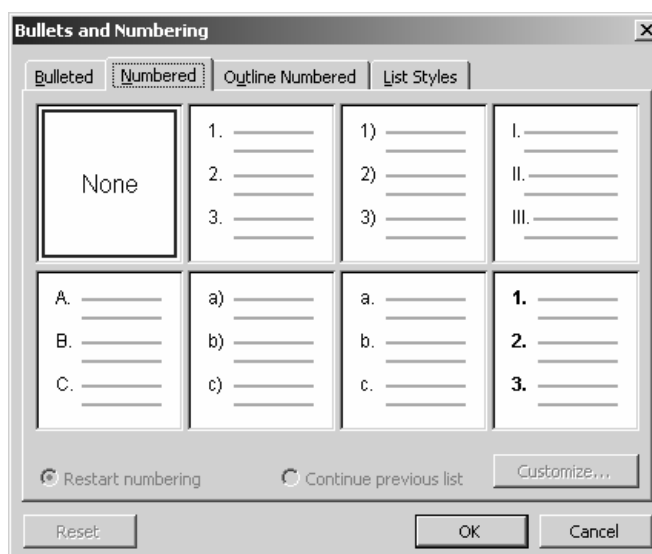 Bullets and Numbering
Bulleted Numbered Outline Numbered List Styles
None
1.
2.
3.
1)
2)
3)
I.
II.
III.
A.
B.
C.
a)
b)
c)
a.
b.
c.
1.
2.
3.
Restart numbering Continue previous list Customize...
Reset OK Cancel